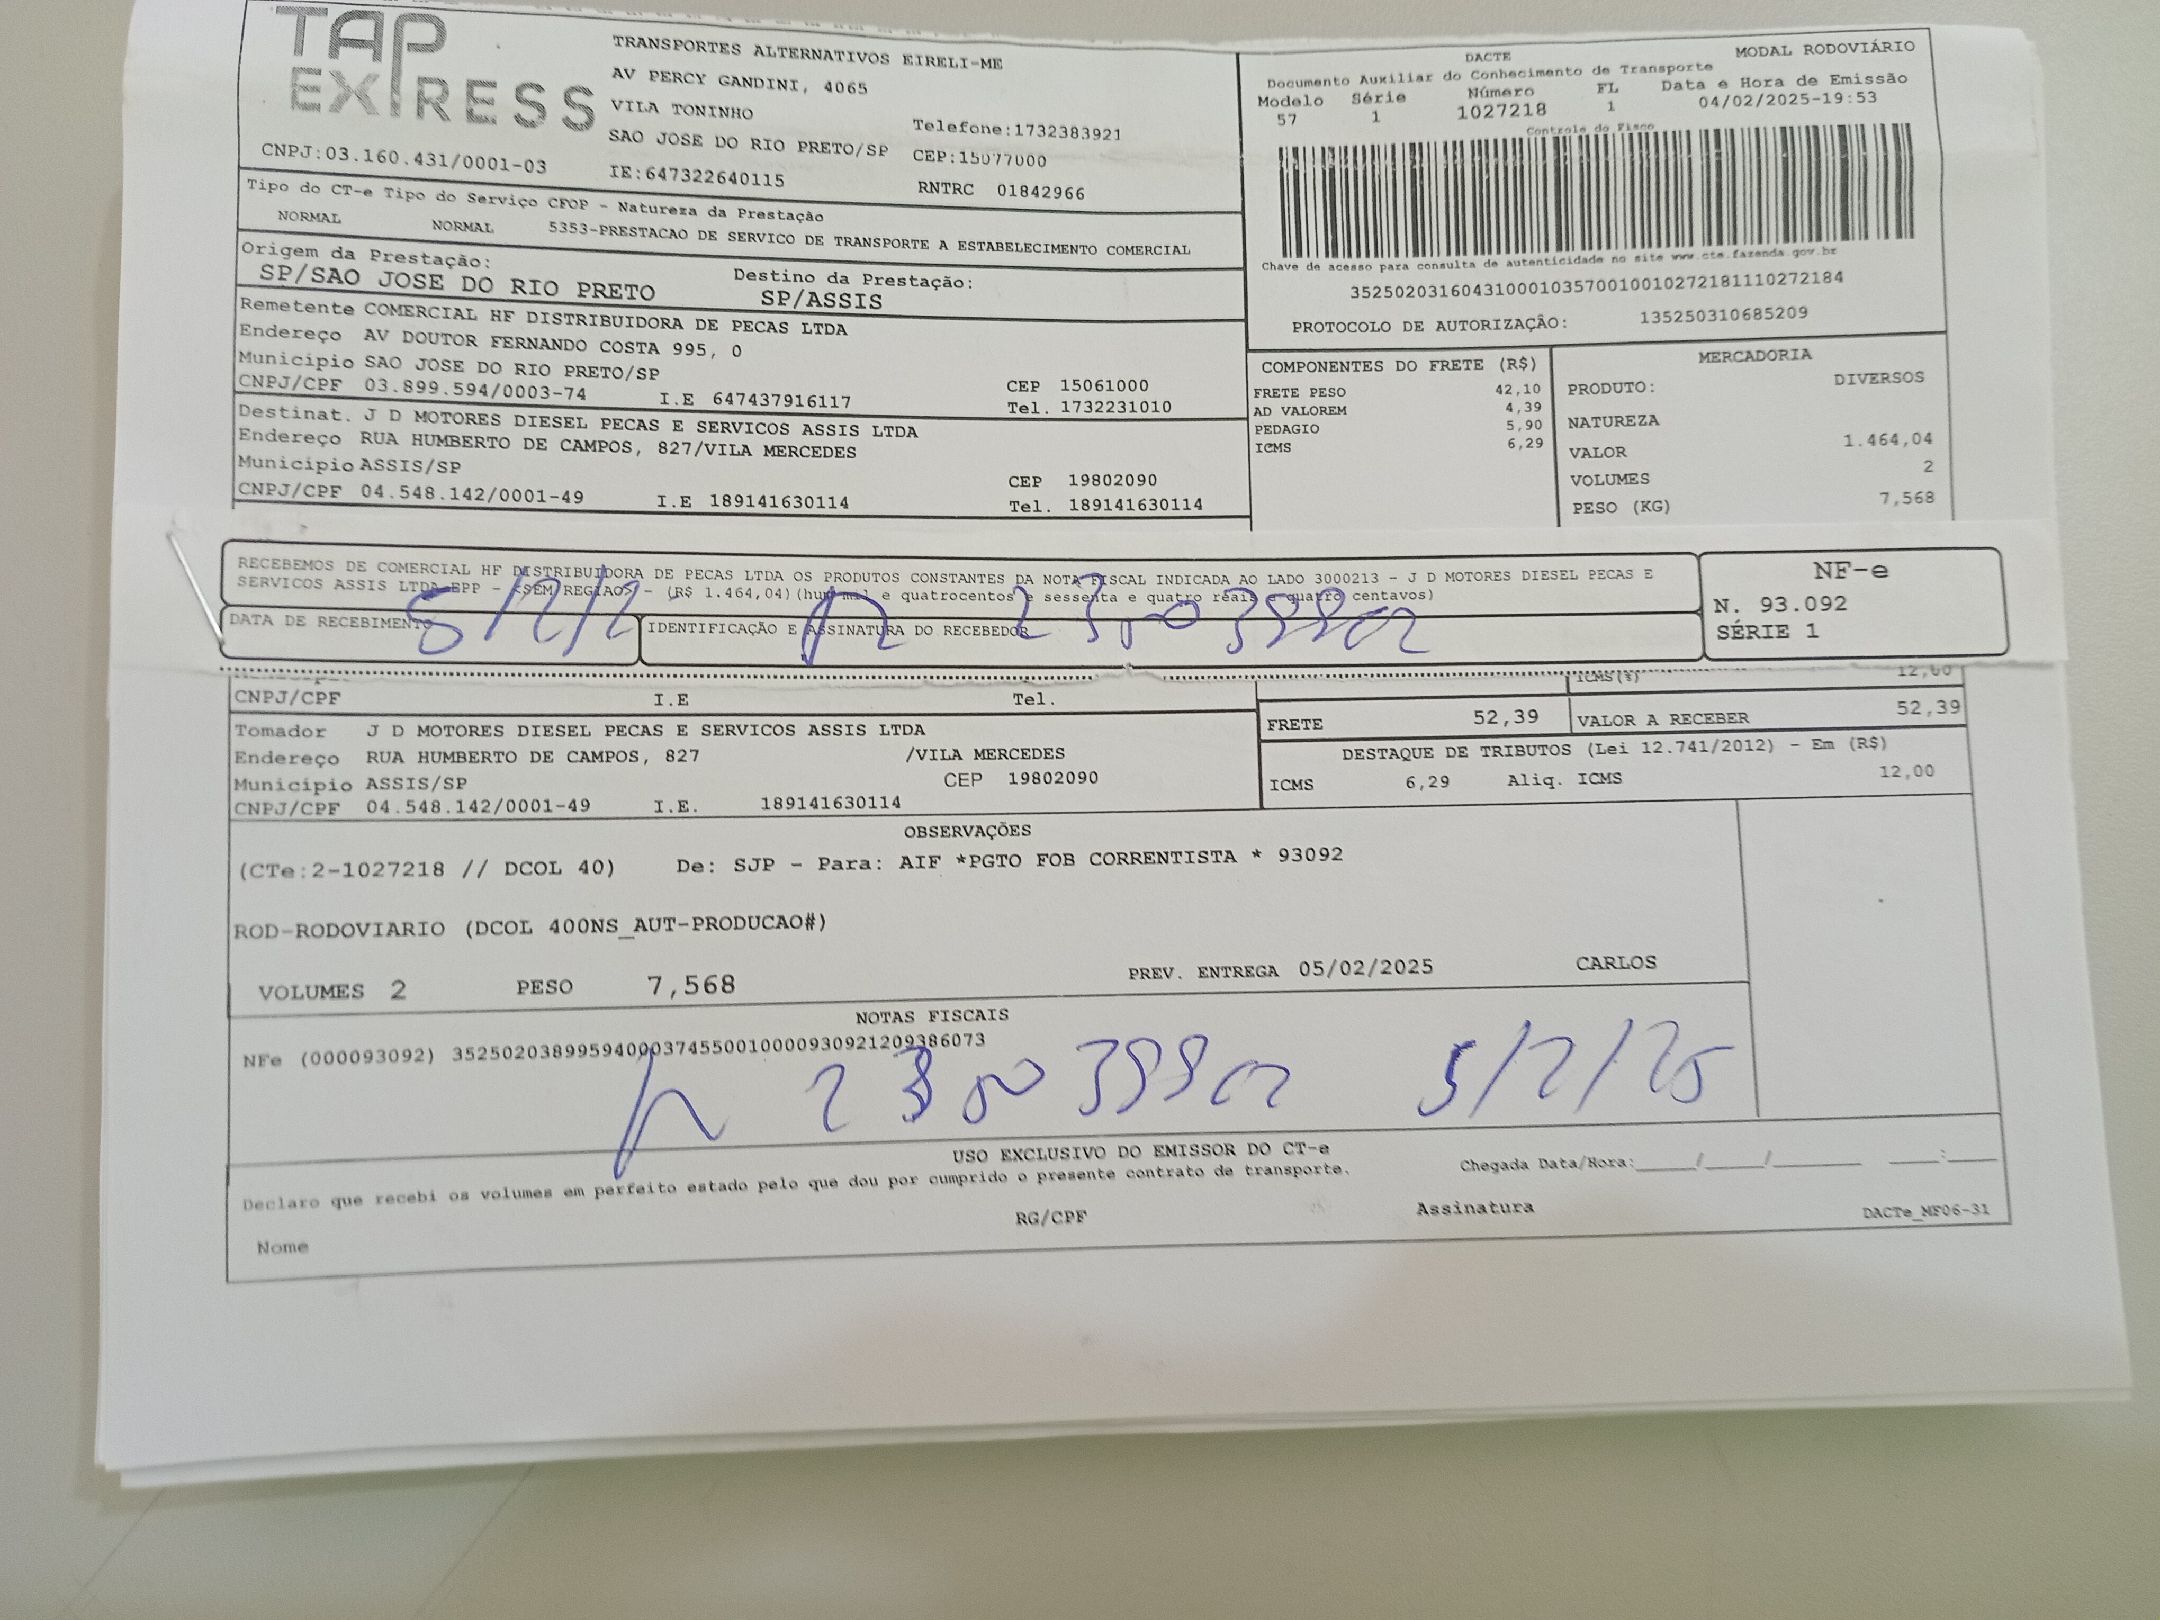 TAP
EXPRESS
TRANSPORTES ALTERNATIVOS EIRELI-ME
AV PERCY GANDINI, 4065
VILA TONINHO
SAO JOSE DO RIO PRETO/SP
Telefone:1732383921
CEP:15077000
CNPJ:03.160.431/0001-03
IE:647322640115
RNTRC 01842966
DACTE
MODAL RODOVIÁRIO
Documento Auxiliar do Conhecimento de Transporte
Modelo Série Número FL Data e Hora de Emissão
57 1 1027218 1 04/02/2025-19:53
Controle do Fisco
Chave de acesso para consulta de autenticidade no site www.cte.fazenda.gov.br
35250203160431000103570010010272181110272184
PROTOCOLO DE AUTORIZAÇÃO: 135250310685209
Tipo do CT-e Tipo do Serviço CFOP - Natureza da Prestação
NORMAL NORMAL 5353-PRESTACAO DE SERVICO DE TRANSPORTE A ESTABELECIMENTO COMERCIAL
Origem da Prestação:
SP/SAO JOSE DO RIO PRETO
Destino da Prestação:
SP/ASSIS
Remetente COMERCIAL HF DISTRIBUIDORA DE PECAS LTDA
Endereço AV DOUTOR FERNANDO COSTA 995, 0
Município SAO JOSE DO RIO PRETO/SP
CEP 15061000
CNPJ/CPF 03.899.594/0003-74 I.E 647437916117 Tel. 1732231010
Destinat. J D MOTORES DIESEL PECAS E SERVICOS ASSIS LTDA
Endereço RUA HUMBERTO DE CAMPOS, 827/VILA MERCEDES
Município ASSIS/SP
CEP 19802090
CNPJ/CPF 04.548.142/0001-49 I.E 189141630114 Tel. 189141630114
COMPONENTES DO FRETE (R$)
FRETE PESO 42,10
AD VALOREM 4,39
PEDAGIO 5,90
ICMS 6,29
MERCADORIA
PRODUTO: DIVERSOS
NATUREZA
VALOR 1.464,04
VOLUMES 2
PESO (KG) 7,568
RECEBEMOS DE COMERCIAL HF DISTRIBUIDORA DE PECAS LTDA OS PRODUTOS CONSTANTES DA NOTA FISCAL INDICADA AO LADO 3000213 - J D MOTORES DIESEL PECAS E
SERVICOS ASSIS LTDA EPP - (SEM REGIAO) - (R$ 1.464,04)(hum mil e quatrocentos e sessenta e quatro reais e quatro centavos)
DATA DE RECEBIMENTO
IDENTIFICAÇÃO E ASSINATURA DO RECEBEDOR
NF-e
N. 93.092
SÉRIE 1
ICMS(%) 12,00
CNPJ/CPF I.E Tel.
Tomador J D MOTORES DIESEL PECAS E SERVICOS ASSIS LTDA
Endereço RUA HUMBERTO DE CAMPOS, 827 /VILA MERCEDES
Município ASSIS/SP CEP 19802090
CNPJ/CPF 04.548.142/0001-49 I.E. 189141630114
FRETE 52,39 VALOR A RECEBER 52,39
DESTAQUE DE TRIBUTOS (Lei 12.741/2012) - Em (R$)
ICMS 6,29 Aliq. ICMS 12,00
OBSERVAÇÕES
(CTe:2-1027218 // DCOL 40) De: SJP - Para: AIF *PGTO FOB CORRENTISTA * 93092
ROD-RODOVIARIO (DCOL 400NS_AUT-PRODUCAO#)
VOLUMES 2 PESO 7,568 PREV. ENTREGA 05/02/2025 CARLOS
NOTAS FISCAIS
NFe (000093092) 35250203899594000374550010000930921209386073
5/2/25
USO EXCLUSIVO DO EMISSOR DO CT-e
Declaro que recebi os volumes em perfeito estado pelo que dou por cumprido o presente contrato de transporte.
Chegada Data/Hora:_____/_____/________ ____:____
Nome RG/CPF Assinatura
DACTe_MF06-31